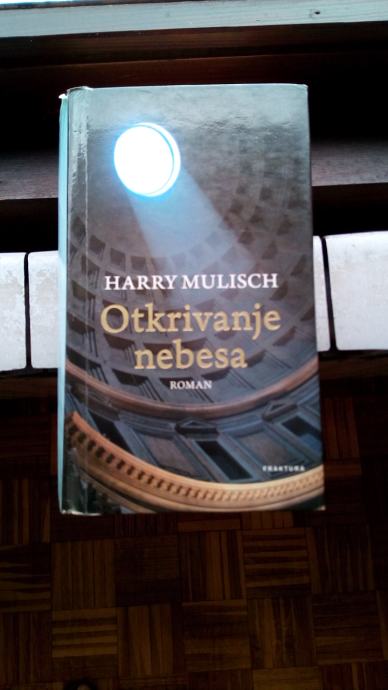 HARRY MULISCH
Otkrivanje
nebesa
ROMAN
FRAKTURA